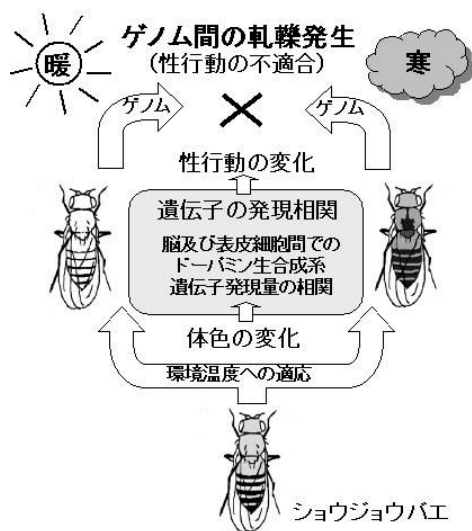 ゲノム間の軋轢発生
(性行動の不適合)
暖
寒
ゲノム
ゲノム
性行動の変化
遺伝子の発現相関
脳及び表皮細胞間での
ドーパミン生合成系
遺伝子発現量の相関
体色の変化
環境温度への適応
ショウジョウバエ